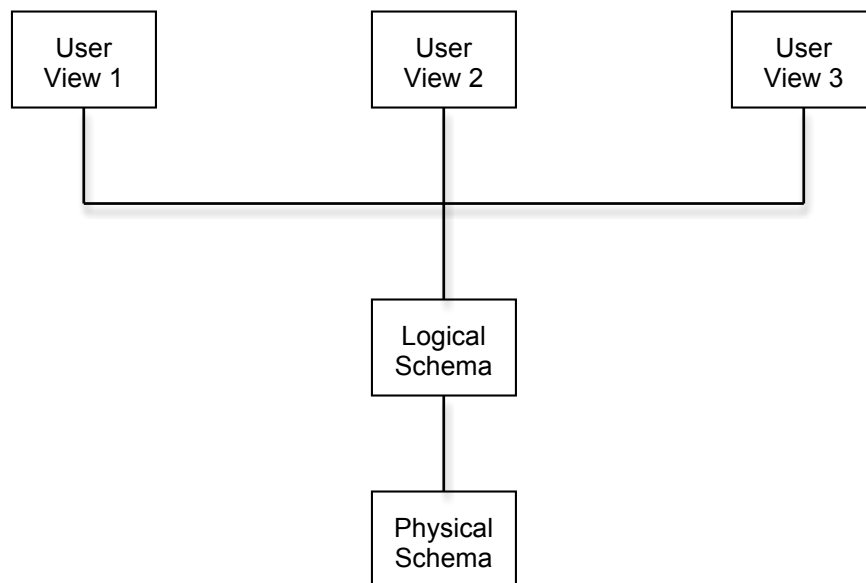 User
View 1
User
View 2
User
View 3
Logical
Schema
Physical
Schema